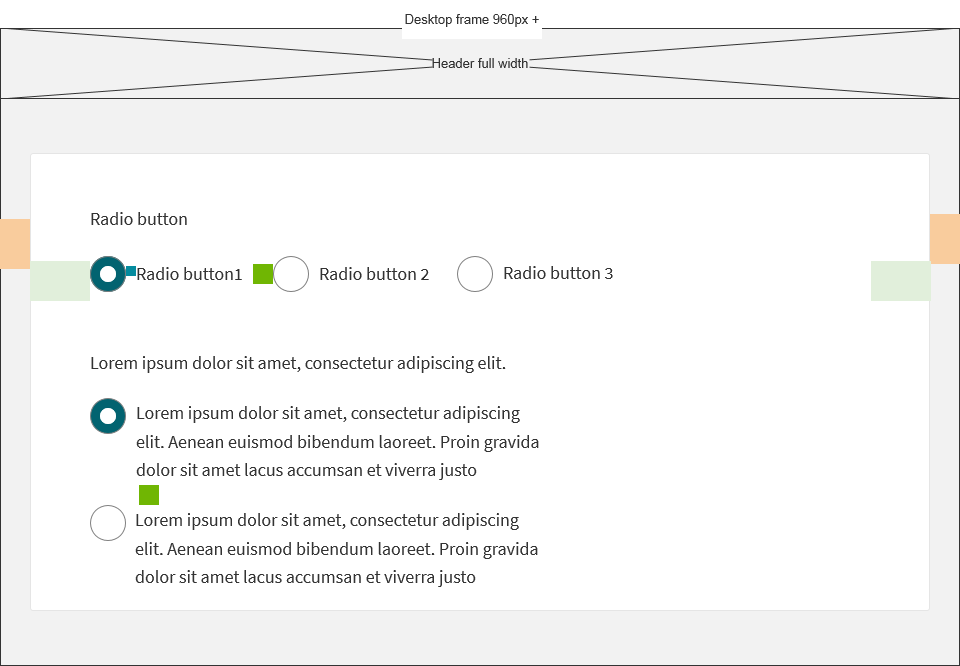 Desktop frame 960px +
Header full width
Radio button
Radio button1
Radio button 2
Radio button 3
Lorem ipsum dolor sit amet, consectetur adipiscing elit.
Lorem ipsum dolor sit amet, consectetur adipiscing
elit. Aenean euismod bibendum laoreet. Proin gravida
dolor sit amet lacus accumsan et viverra justo
Lorem ipsum dolor sit amet, consectetur adipiscing
elit. Aenean euismod bibendum laoreet. Proin gravida
dolor sit amet lacus accumsan et viverra justo